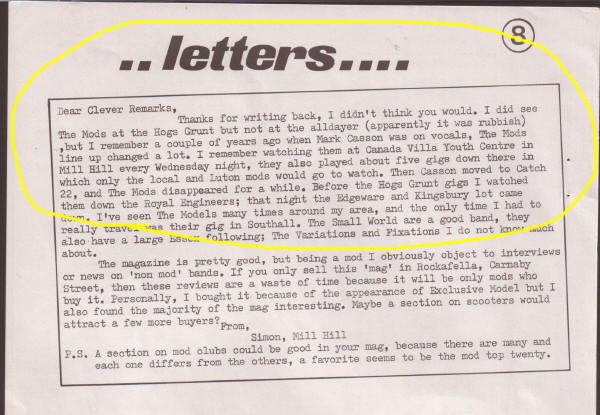 ..letters....
8
Dear Clever Remarks,
Thanks for writing back, I didn't think you would. I did see
The Mods at the Hogs Grunt but not at the alldayer (apparently it was rubbish)
,but I remember a couple of years ago when Mark Casson was on vocals, The Mods
line up changed a lot. I remember watching them at Canada Villa Youth Centre in
Mill Hill every Wednesday night, they also played about five gigs down there in
which only the local and Luton mods would go to watch. Then Casson moved to Catch
22, and The Mods disappeared for a while. Before the Hogs Grunt gigs I watched
them down the Royal Engineers; that night the Edgeware and Kingsbury lot came
down. I've seen The Models many times around my area, and the only time I had to
really travel was their gig in Southall. The Small World are a good band, they
also have a large Essex following; The Variations and Fixations I do not know much
about.
The magazine is pretty good, but being a mod I obviously object to interviews
or news on 'non mod' bands. If you only sell this 'mag' in Rockafella, Carnaby
Street, then these reviews are a waste of time because it will be only mods who
buy it. Personally, I bought it because of the appearance of Exclusive Model but I
also found the majority of the mag interesting. Maybe a section on scooters would
attract a few more buyers?
From,
Simon, Mill Hill
P.S. A section on mod clubs could be good in your mag, because there are many and
each one differs from the others, a favorite seems to be the mod top twenty.